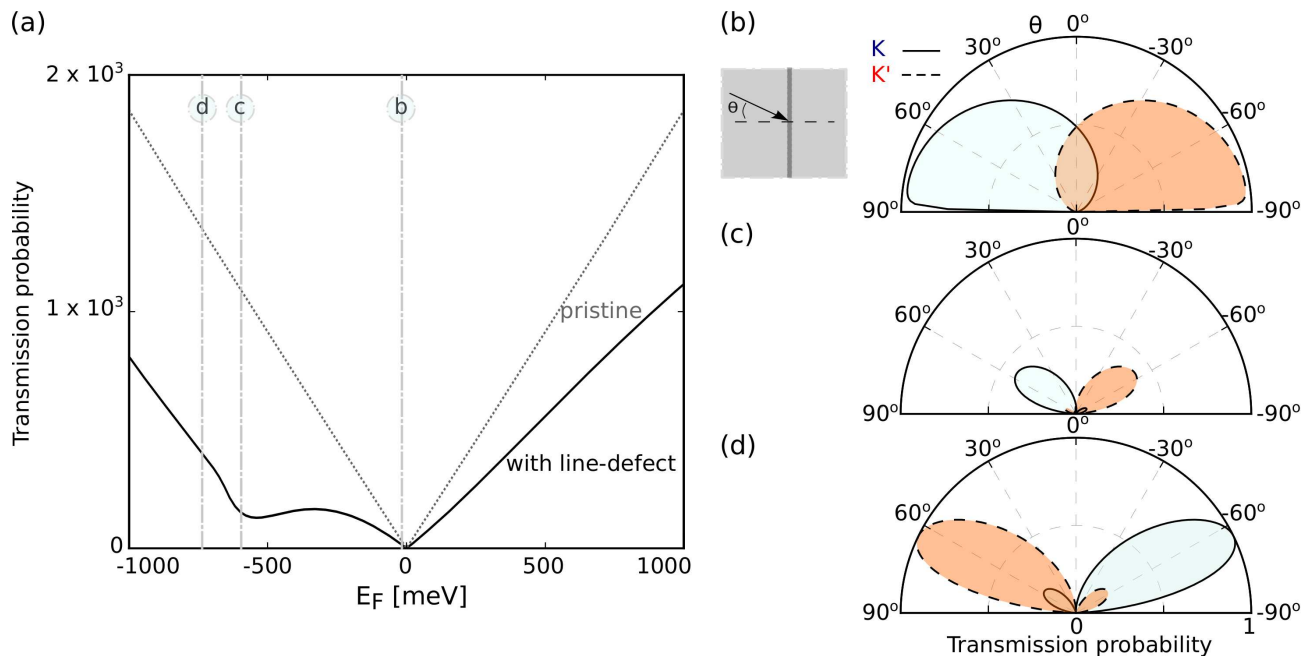 (a)
2 x 10³
1 x 10³
0
Transmission probability
d
c
b
pristine
with line-defect
-1000
-500
0
500
1000
E_F [meV]
(b)
θ
K
K'
θ
0°
30°
-30°
60°
-60°
90°
-90°
(c)
0°
30°
-30°
60°
-60°
90°
-90°
(d)
0°
30°
-30°
60°
-60°
90°
-90°
0
1
Transmission probability